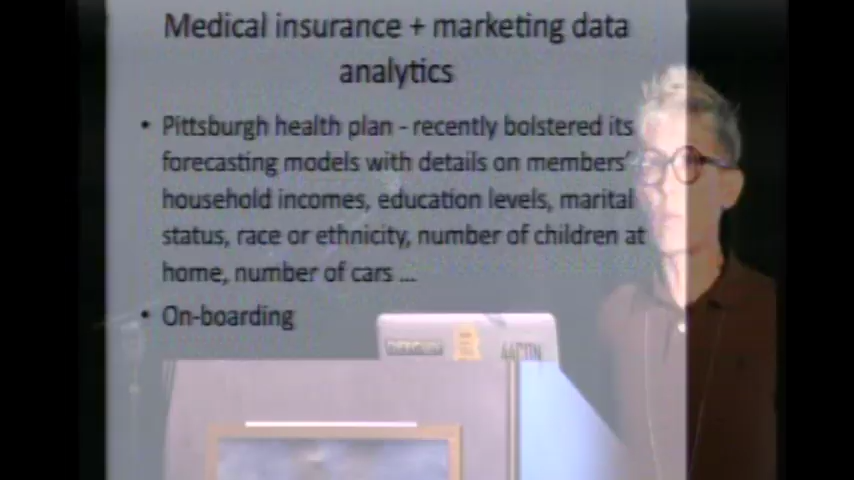 Medical insurance + marketing data
analytics
• Pittsburgh health plan - recently bolstered its
forecasting models with details on members'
household incomes, education levels, marital
status, race or ethnicity, number of children at
home, number of cars ...
• On-boarding